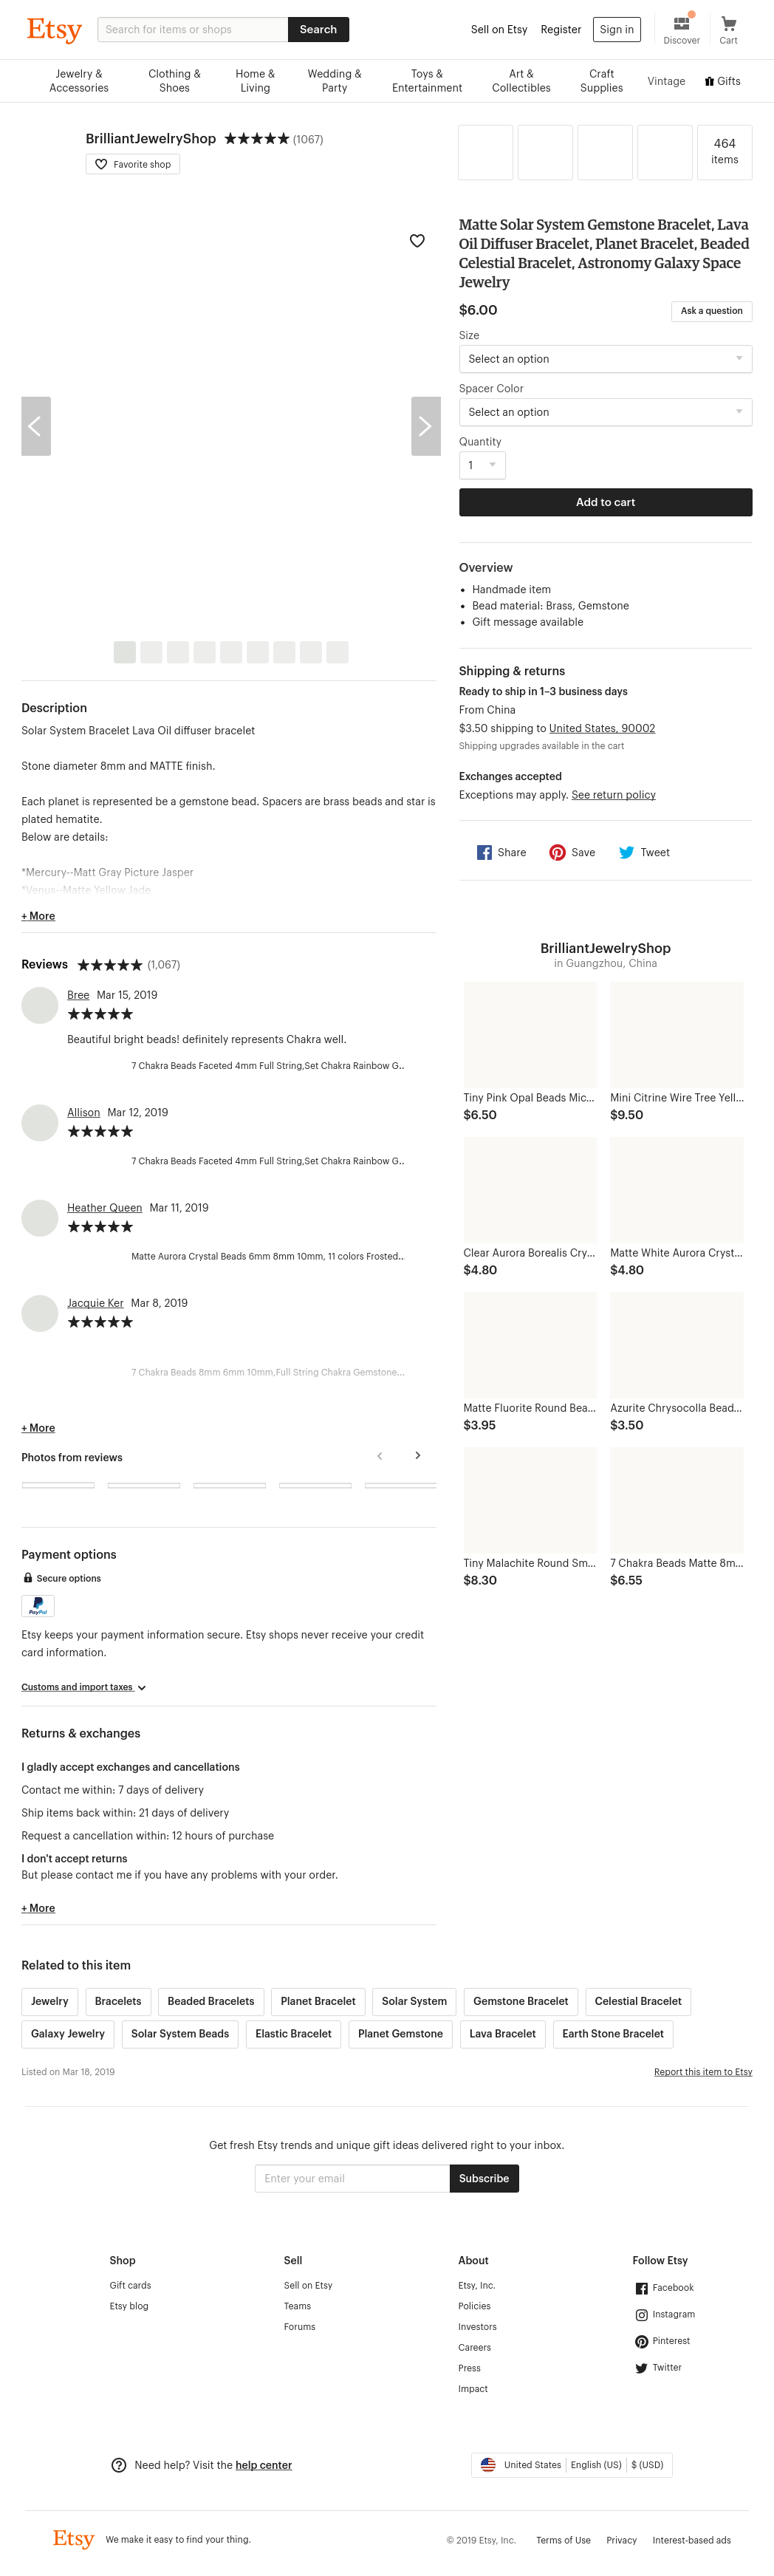 Etsy
Search for items or shops
Search
Sell on Etsy
Register
Sign in
Discover
Cart
Jewelry & Accessories
Clothing & Shoes
Home & Living
Wedding & Party
Toys & Entertainment
Art & Collectibles
Craft Supplies
Vintage
Gifts
BrilliantJewelryShop
(1067)
Favorite shop
464
items
Matte Solar System Gemstone Bracelet, Lava
Oil Diffuser Bracelet, Planet Bracelet, Beaded
Celestial Bracelet, Astronomy Galaxy Space
Jewelry
$6.00
Ask a question
Size
Select an option
Spacer Color
Select an option
Quantity
1
Add to cart
Overview
Handmade item
Bead material: Brass, Gemstone
Gift message available
Shipping & returns
Ready to ship in 1–3 business days
From China
$3.50 shipping to United States, 90002
Shipping upgrades available in the cart
Exchanges accepted
Exceptions may apply. See return policy
Share
Save
Tweet
Description
Solar System Bracelet Lava Oil diffuser bracelet
Stone diameter 8mm and MATTE finish.
Each planet is represented be a gemstone bead. Spacers are brass beads and star is
plated hematite.
Below are details:
*Mercury--Matt Gray Picture Jasper
*Venus--Matte Yellow Jade
+ More
Reviews
(1,067)
Bree Mar 15, 2019
Beautiful bright beads! definitely represents Chakra well.
7 Chakra Beads Faceted 4mm Full String,Set Chakra Rainbow G..
Allison Mar 12, 2019
7 Chakra Beads Faceted 4mm Full String,Set Chakra Rainbow G..
Heather Queen Mar 11, 2019
Matte Aurora Crystal Beads 6mm 8mm 10mm, 11 colors Frosted..
Jacquie Ker Mar 8, 2019
7 Chakra Beads 8mm 6mm 10mm,Full String Chakra Gemstone...
+ More
Photos from reviews
BrilliantJewelryShop
in Guangzhou, China
Tiny Pink Opal Beads Mic...
$6.50
Mini Citrine Wire Tree Yell...
$9.50
Clear Aurora Borealis Cry...
$4.80
Matte White Aurora Cryst...
$4.80
Matte Fluorite Round Bea...
$3.95
Azurite Chrysocolla Bead...
$3.50
Tiny Malachite Round Sm...
$8.30
7 Chakra Beads Matte 8m...
$6.55
Payment options
Secure options
PayPal
Etsy keeps your payment information secure. Etsy shops never receive your credit
card information.
Customs and import taxes
Returns & exchanges
I gladly accept exchanges and cancellations
Contact me within: 7 days of delivery
Ship items back within: 21 days of delivery
Request a cancellation within: 12 hours of purchase
I don't accept returns
But please contact me if you have any problems with your order.
+ More
Related to this item
Jewelry
Bracelets
Beaded Bracelets
Planet Bracelet
Solar System
Gemstone Bracelet
Celestial Bracelet
Galaxy Jewelry
Solar System Beads
Elastic Bracelet
Planet Gemstone
Lava Bracelet
Earth Stone Bracelet
Listed on Mar 18, 2019
Report this item to Etsy
Get fresh Etsy trends and unique gift ideas delivered right to your inbox.
Enter your email
Subscribe
Shop
Gift cards
Etsy blog
Sell
Sell on Etsy
Teams
Forums
About
Etsy, Inc.
Policies
Investors
Careers
Press
Impact
Follow Etsy
Facebook
Instagram
Pinterest
Twitter
Need help? Visit the help center
United States
English (US)
$ (USD)
Etsy
We make it easy to find your thing.
© 2019 Etsy, Inc.
Terms of Use
Privacy
Interest-based ads